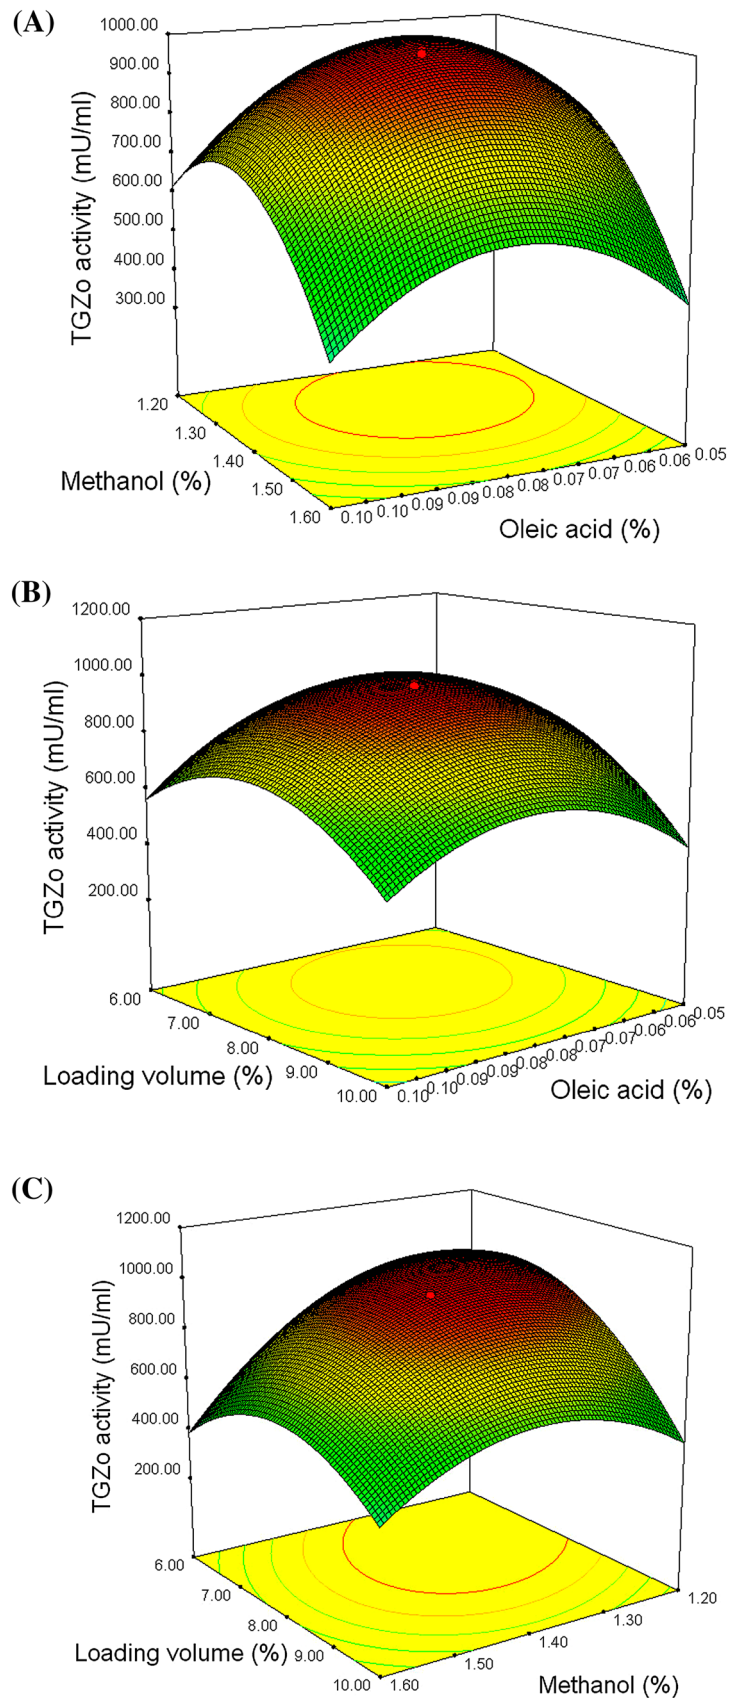 (A)
1000.00
900.00
800.00
700.00
600.00
500.00
400.00
300.00
TGZo activity (mU/ml)
1.20
1.30
1.40
1.50
1.60
Methanol (%)
0.10 0.10 0.09 0.09 0.08 0.08 0.07 0.07 0.06 0.06 0.05
Oleic acid (%)
(B)
1200.00
1000.00
800.00
600.00
400.00
200.00
TGZo activity (mU/ml)
6.00
7.00
8.00
9.00
10.00
Loading volume (%)
0.10 0.10 0.09 0.09 0.08 0.08 0.07 0.07 0.06 0.06 0.05
Oleic acid (%)
(C)
1200.00
1000.00
800.00
600.00
400.00
200.00
TGZo activity (mU/ml)
6.00
7.00
8.00
9.00
10.00
Loading volume (%)
1.60
1.50
1.40
1.30
1.20
Methanol (%)